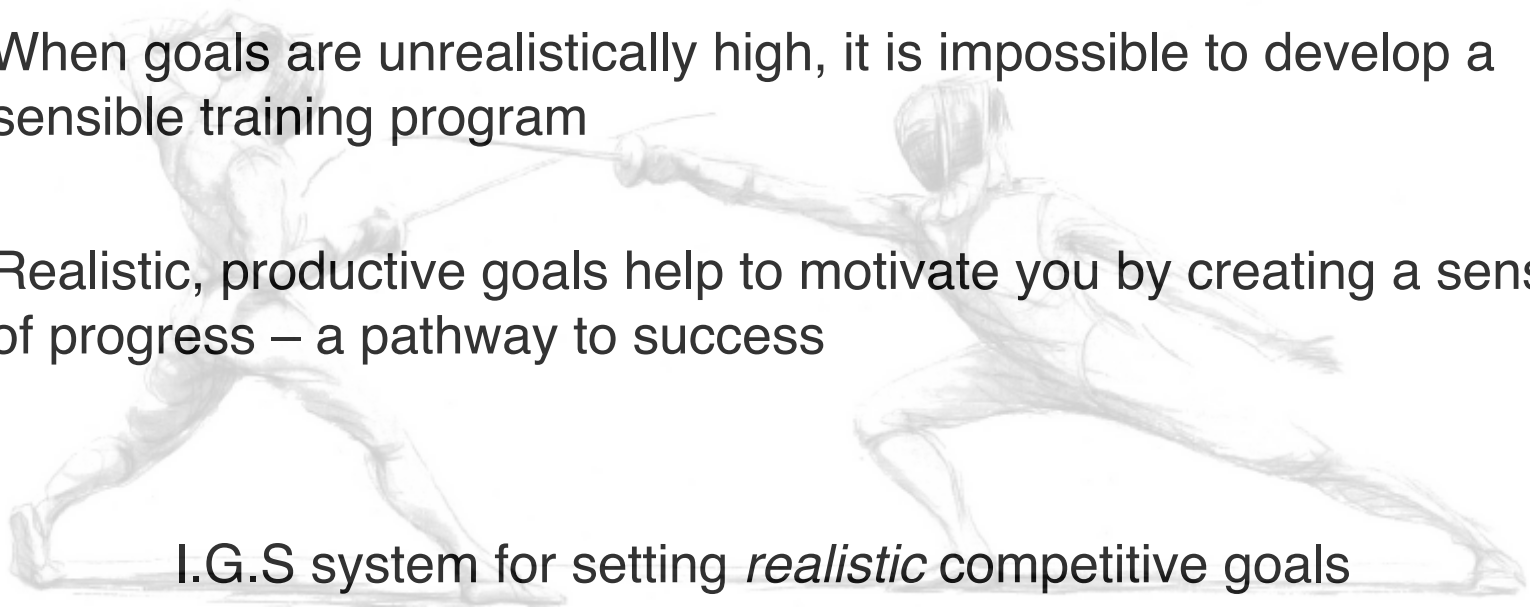 When goals are unrealistically high, it is impossible to develop a
sensible training program
Realistic, productive goals help to motivate you by creating a sens
of progress – a pathway to success
I.G.S system for setting realistic competitive goals